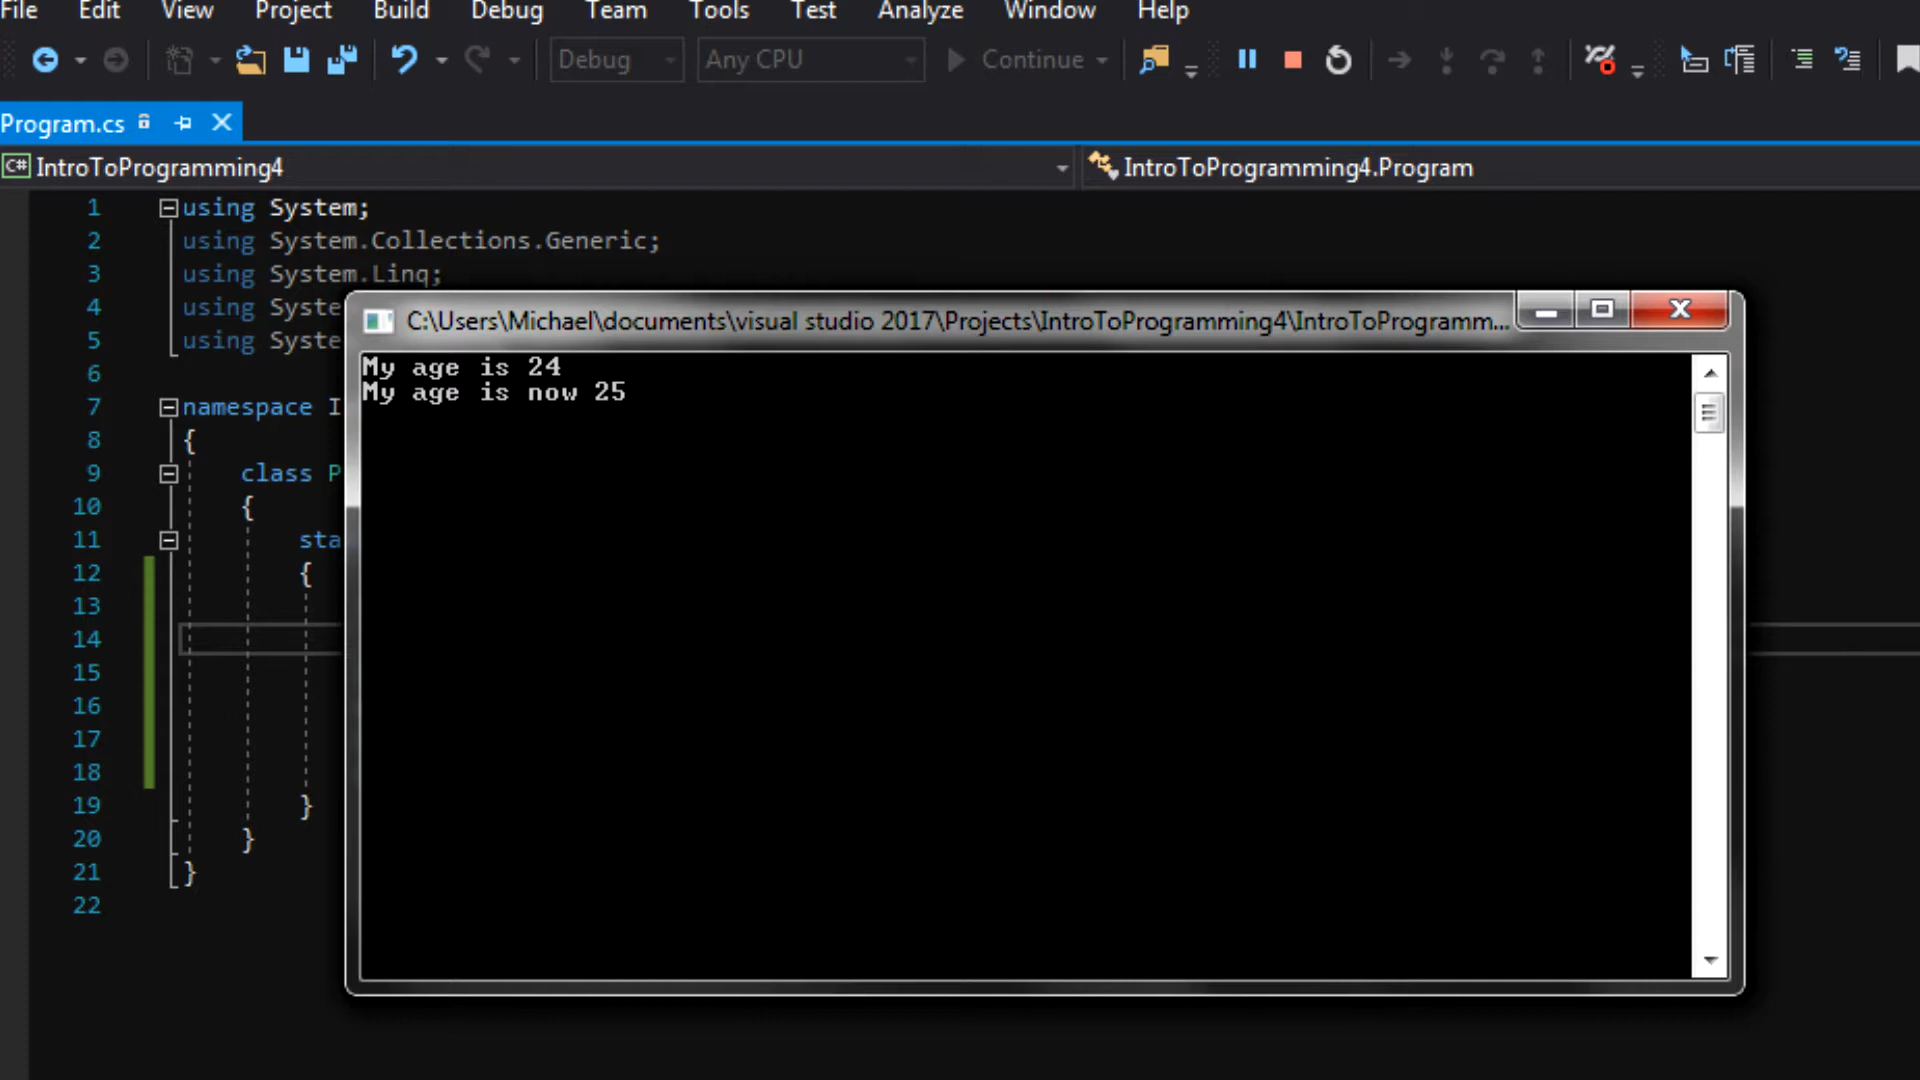 File Edit View Project Build Debug Team Tools Test Analyze Window Help
Debug Any CPU Continue
Program.cs
C# IntroToProgramming4 IntroToProgramming4.Program
1 using System;
2 using System.Collections.Generic;
3 using System.Linq;
4 using Syste
5 using Syste
6
7 namespace I
8 {
9 class P
10 {
11 sta
12 {
13
14
15
16
17
18
19 }
20 }
21 }
22
C:\Users\Michael\documents\visual studio 2017\Projects\IntroToProgramming4\IntroToProgramm...
My age is 24
My age is now 25